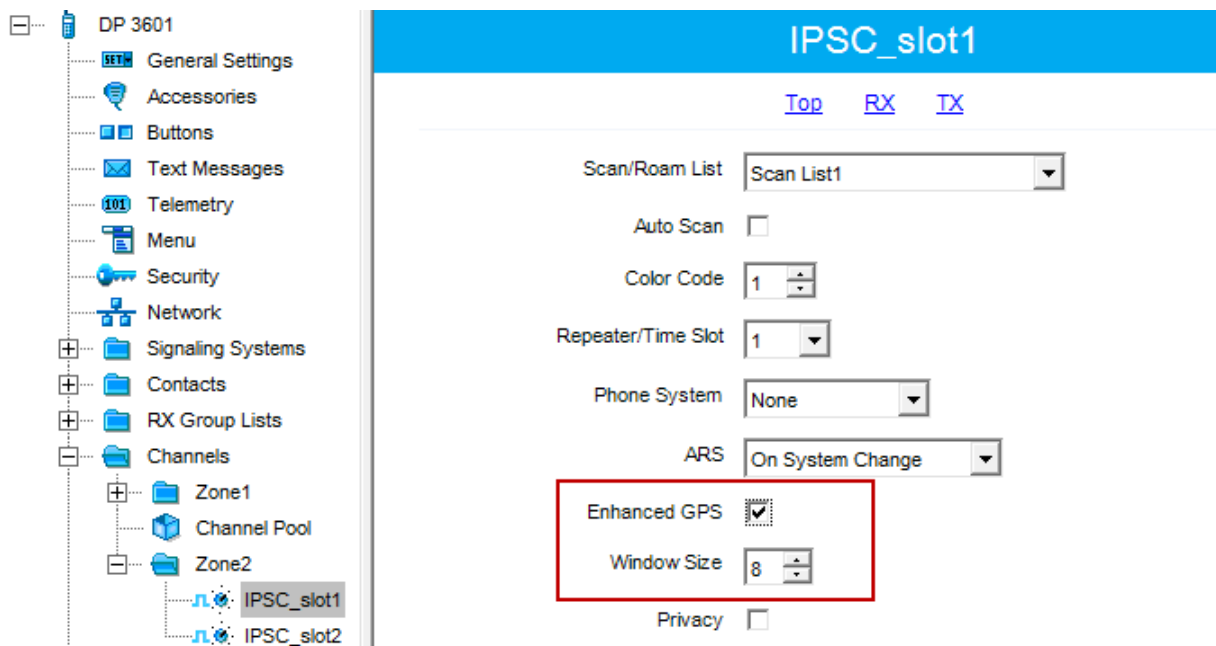 DP 3601
SET General Settings
Accessories
Buttons
Text Messages
101 Telemetry
Menu
Security
Network
Signaling Systems
Contacts
RX Group Lists
Channels
Zone1
Channel Pool
Zone2
IPSC_slot1
IPSC_slot2
IPSC_slot1
Top RX TX
Scan/Roam List Scan List1
Auto Scan
Color Code 1
Repeater/Time Slot 1
Phone System None
ARS On System Change
Enhanced GPS
Window Size 8
Privacy